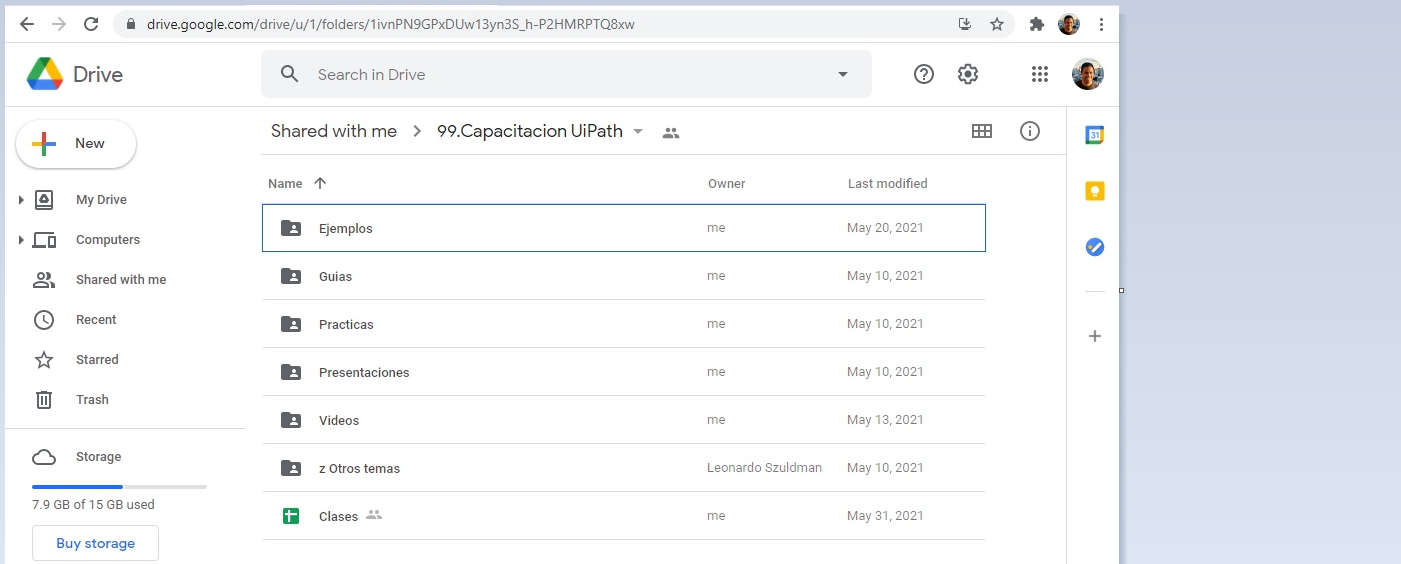 drive.google.com/drive/u/1/folders/1ivnPN9GPxDUw13yn3S_h-P2HMRPTQ8xw
Drive
Search in Drive
New
My Drive
Computers
Shared with me
Recent
Starred
Trash
Storage
7.9 GB of 15 GB used
Buy storage
Shared with me > 99.Capacitacion UiPath
Name Owner Last modified
Ejemplos me May 20, 2021
Guias me May 10, 2021
Practicas me May 10, 2021
Presentaciones me May 10, 2021
Videos me May 13, 2021
z Otros temas Leonardo Szuldman May 10, 2021
Clases me May 31, 2021
31